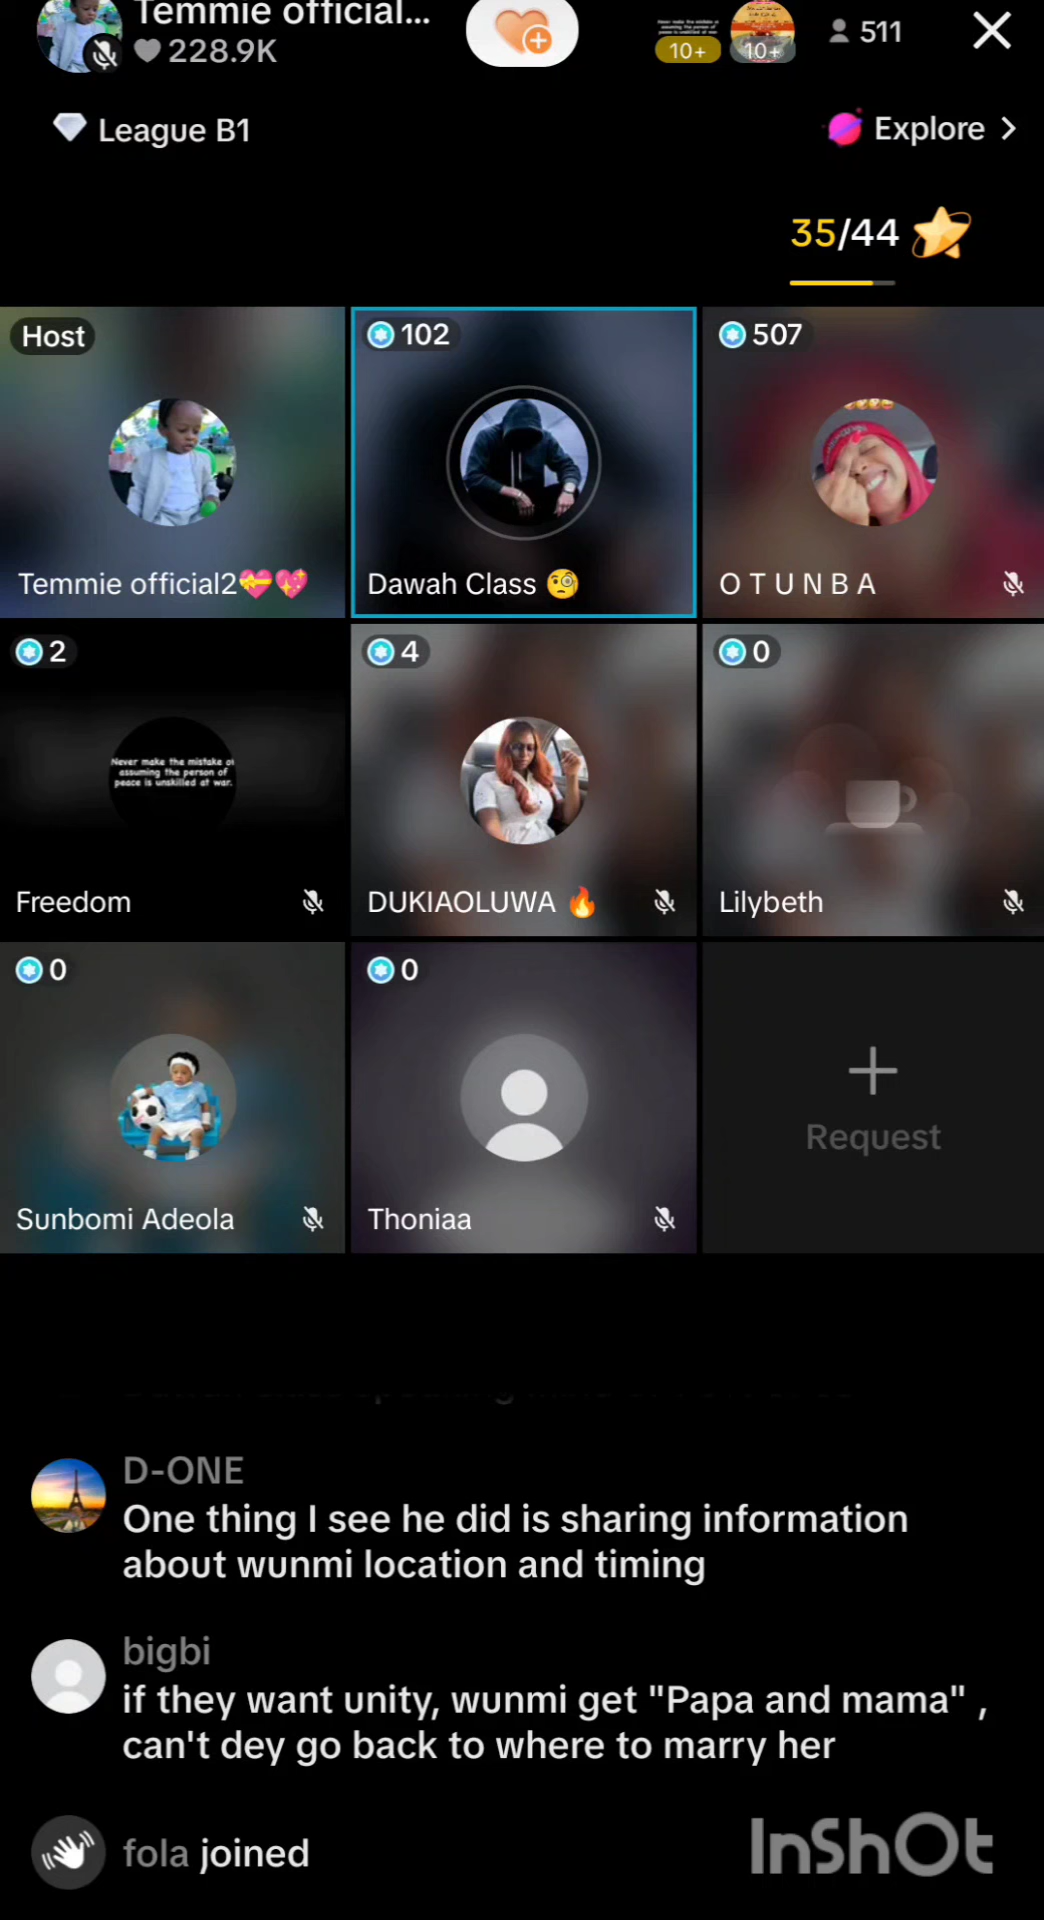 Temmie official...
228.9K
10+
10+
511
League B1
Explore >
35/44
Host
102
507
Temmie official2💝💖
Dawah Class 🧐
O T U N B A
2
4
0
Never make the mistake of
assuming the person of
peace is unskilled at war.
Freedom
DUKIAOLUWA 🔥
Lilybeth
0
0
Request
Sunbomi Adeola
Thoniaa
D-ONE
One thing I see he did is sharing information
about wunmi location and timing
bigbi
if they want unity, wunmi get "Papa and mama" ,
can't dey go back to where to marry her
fola joined
InShOt